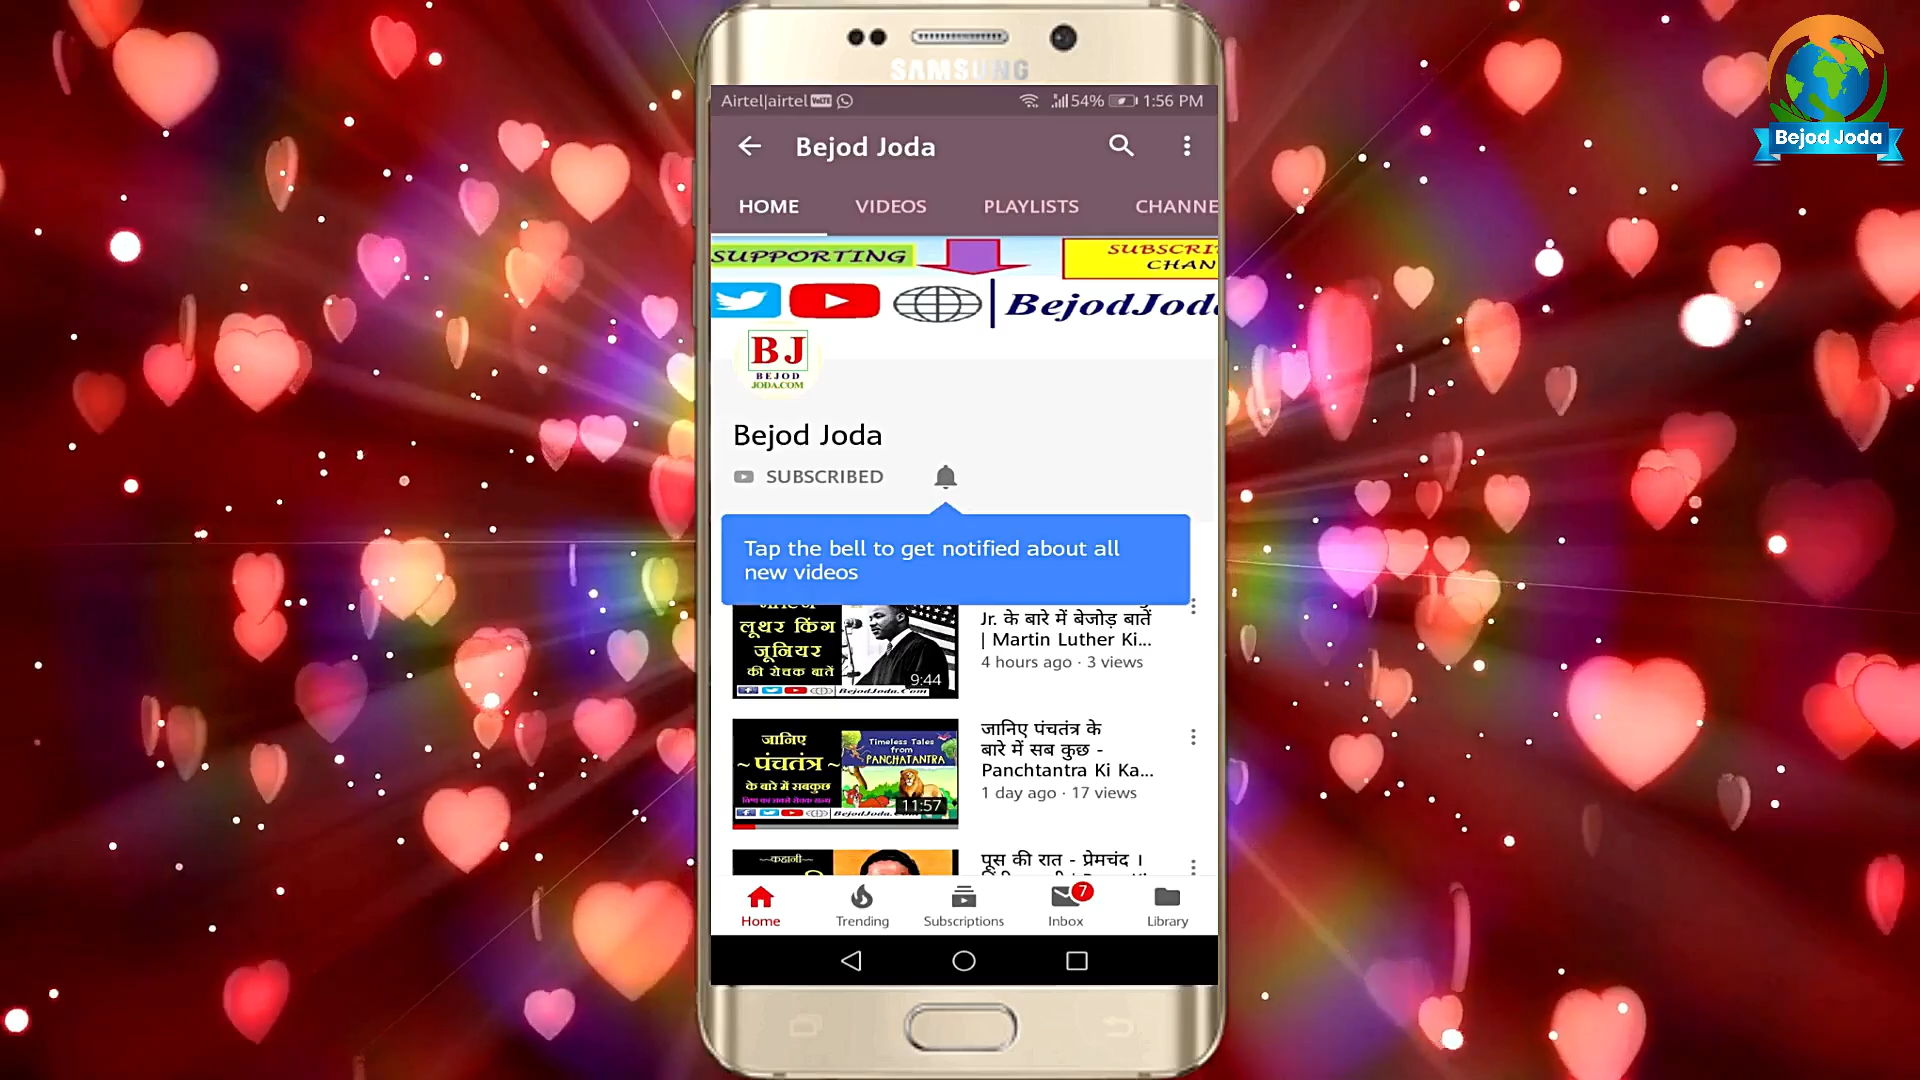 SAMSUNG
Airtel|airtel VoLTE 54% 1:56 PM
Bejod Joda
Bejod Joda
HOME VIDEOS PLAYLISTS CHANNE
SUPPORTING
SUBSCRI
CHAN
BejodJod
BJ
BEJOD
JODA.COM
Bejod Joda
SUBSCRIBED
Tap the bell to get notified about all
new videos
लूथर किंग
जूनियर
की रोचक बातें
9:44
BejodJoda.Com
Jr. के बारे में बेजोड़ बातें
| Martin Luther Ki...
4 hours ago · 3 views
जानिए
~ पंचतंत्र ~
के बारे में सबकुछ
Timeless Tales
from
PANCHATANTRA
11:57
BejodJoda.
जानिए पंचतंत्र के
बारे में सब कुछ -
Panchtantra Ki Ka...
1 day ago · 17 views
~~कहानी~~
पूस की रात - प्रेमचंद ।
Home Trending Subscriptions Inbox 7 Library